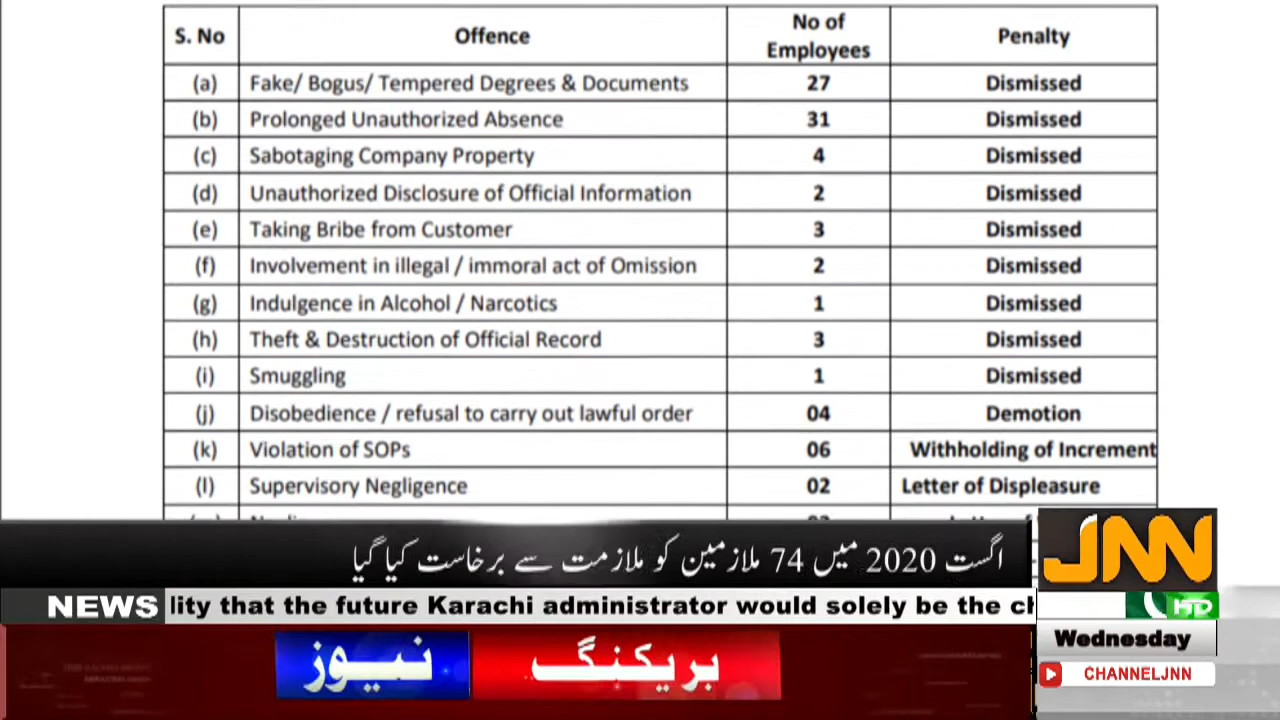 S. No Offence No of Employees Penalty
(a) Fake/ Bogus/ Tempered Degrees & Documents 27 Dismissed
(b) Prolonged Unauthorized Absence 31 Dismissed
(c) Sabotaging Company Property 4 Dismissed
(d) Unauthorized Disclosure of Official Information 2 Dismissed
(e) Taking Bribe from Customer 3 Dismissed
(f) Involvement in illegal / immoral act of Omission 2 Dismissed
(g) Indulgence in Alcohol / Narcotics 1 Dismissed
(h) Theft & Destruction of Official Record 3 Dismissed
(i) Smuggling 1 Dismissed
(j) Disobedience / refusal to carry out lawful order 04 Demotion
(k) Violation of SOPs 06 Withholding of Increment
(l) Supervisory Negligence 02 Letter of Displeasure
اگست 2020 میں 74 ملازمین کو ملازمت سے برخاست کیا گیا
JNN
HD
NEWS lity that the future Karachi administrator would solely be the ch
Wednesday
بریکنگ نیوز
CHANNELJNN